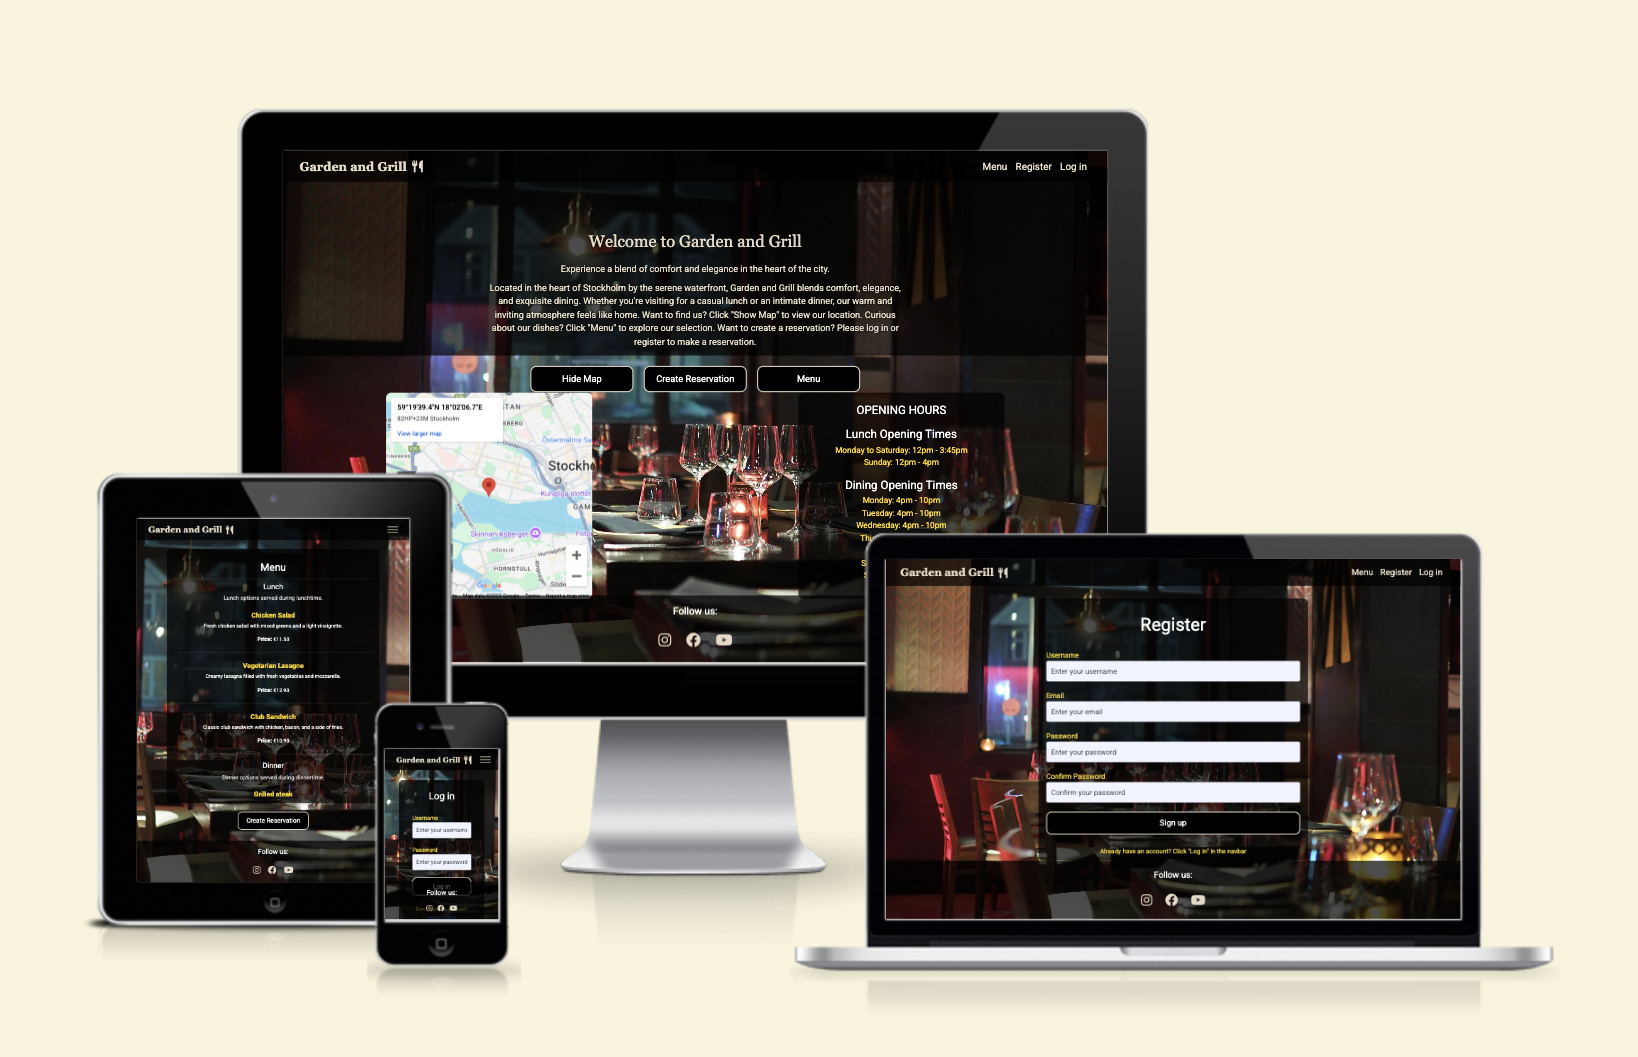 Garden and Grill
Menu Register Log in
Welcome to Garden and Grill
Experience a blend of comfort and elegance in the heart of the city.
Located in the heart of Stockholm by the serene waterfront, Garden and Grill blends comfort, elegance,
and exquisite dining. Whether you're visiting for a casual lunch or an intimate dinner, our warm and
inviting atmosphere feels like home. Want to find us? Click "Show Map" to view our location. Curious
about our dishes? Click "Menu" to explore our selection. Want to create a reservation? Please log in or
register to make a reservation.
Hide Map
Create Reservation
Menu
59°19'39.4"N 18°02'06.7"E
82HP+23M Stockholm
View larger map
STAN
SBERG
Östermalms Sa
Stockho
Kungliga slottet
GAM
Skinnarviksberget
Foto
HÖGALID
HORNSTULL
Söde
Google
OPENING HOURS
Lunch Opening Times
Monday to Saturday: 12pm - 3:45pm
Sunday: 12pm - 4pm
Dining Opening Times
Monday: 4pm - 10pm
Tuesday: 4pm - 10pm
Wednesday: 4pm - 10pm
Thu
S
S
Follow us:
Garden and Grill
Menu
Lunch
Lunch options served during lunchtime.
Chicken Salad
Fresh chicken salad with mixed greens and a light vinaigrette.
Price: €11.50
Vegetarian Lasagne
Creamy lasagna filled with fresh vegetables and mozzarella.
Price: €12.90
Club Sandwich
Classic club sandwich with chicken, bacon, and a side of fries.
Price: €10.90
Dinner
Dinner options served during dinnertime.
Grilled steak
Create Reservation
Follow us:
Garden and Grill
Log in
Username
Enter your username
Password
Enter your password
Log in
Follow us:
Garden and Grill
Menu Register Log in
Register
Username
Enter your username
Email
Enter your email
Password
Enter your password
Confirm Password
Confirm your password
Sign up
Already have an account? Click "Log in" in the navbar
Follow us: